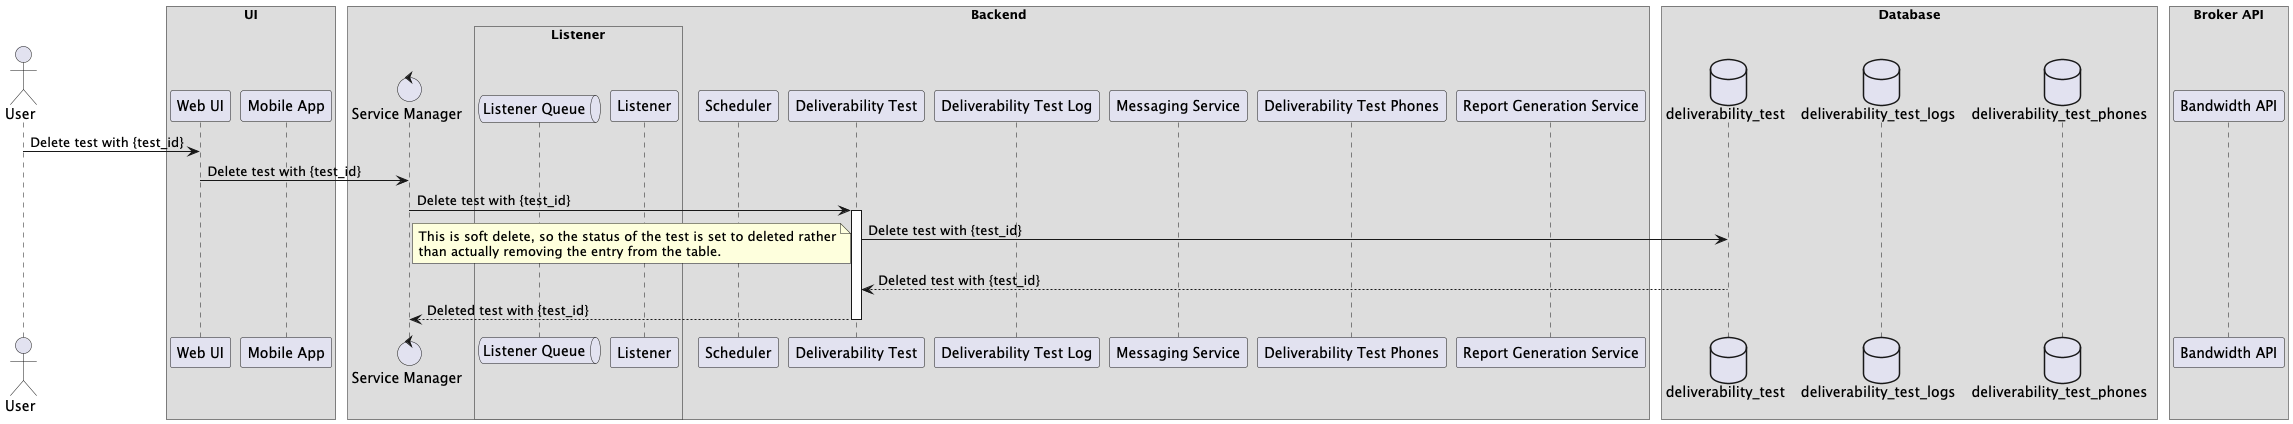 UI
Backend
Database
Broker API
Listener
User
Web UI
Mobile App
Service Manager
Listener Queue
Listener
Scheduler
Deliverability Test
Deliverability Test Log
Messaging Service
Deliverability Test Phones
Report Generation Service
deliverability_test
deliverability_test_logs
deliverability_test_phones
Bandwidth API
Delete test with {test_id}
Delete test with {test_id}
Delete test with {test_id}
This is soft delete, so the status of the test is set to deleted rather
than actually removing the entry from the table.
Delete test with {test_id}
Deleted test with {test_id}
Deleted test with {test_id}
User
Web UI
Mobile App
Service Manager
Listener Queue
Listener
Scheduler
Deliverability Test
Deliverability Test Log
Messaging Service
Deliverability Test Phones
Report Generation Service
deliverability_test
deliverability_test_logs
deliverability_test_phones
Bandwidth API